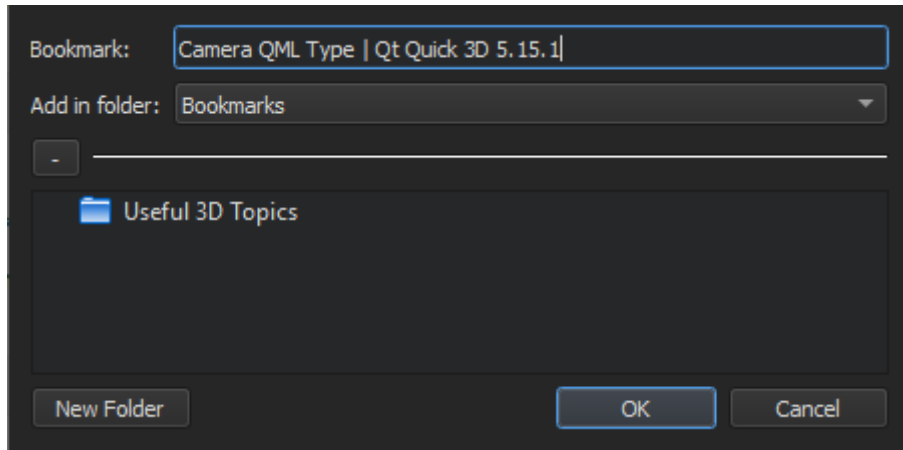 Bookmark: Camera QML Type | Qt Quick 3D 5.15.1
Add in folder: Bookmarks
-
Useful 3D Topics
New Folder OK Cancel